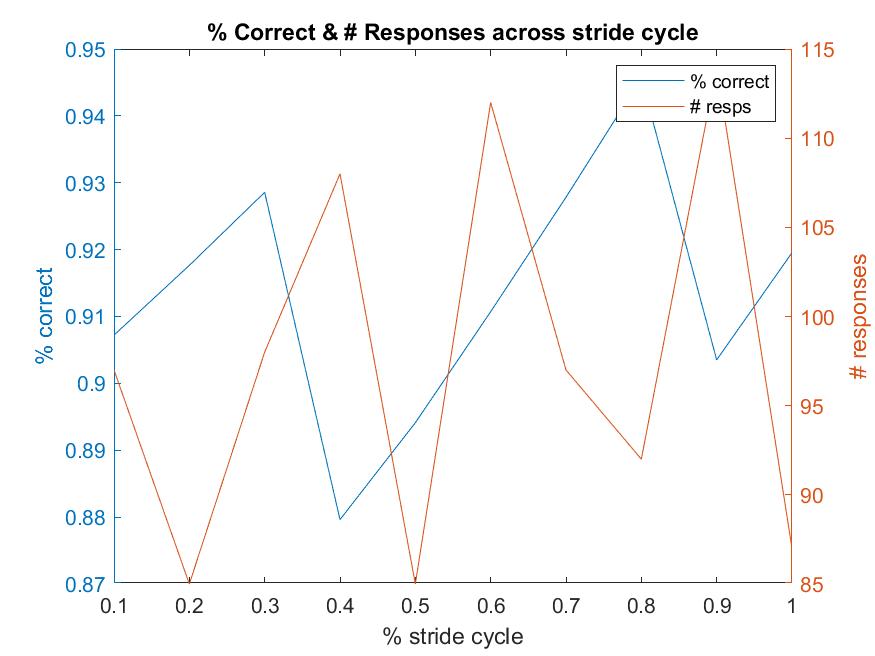 % Correct & # Responses across stride cycle
0.95
0.94
0.93
0.92
0.91
0.9
0.89
0.88
0.87
% correct
115
110
105
100
95
90
85
# responses
% correct
# resps
0.1 0.2 0.3 0.4 0.5 0.6 0.7 0.8 0.9 1
% stride cycle